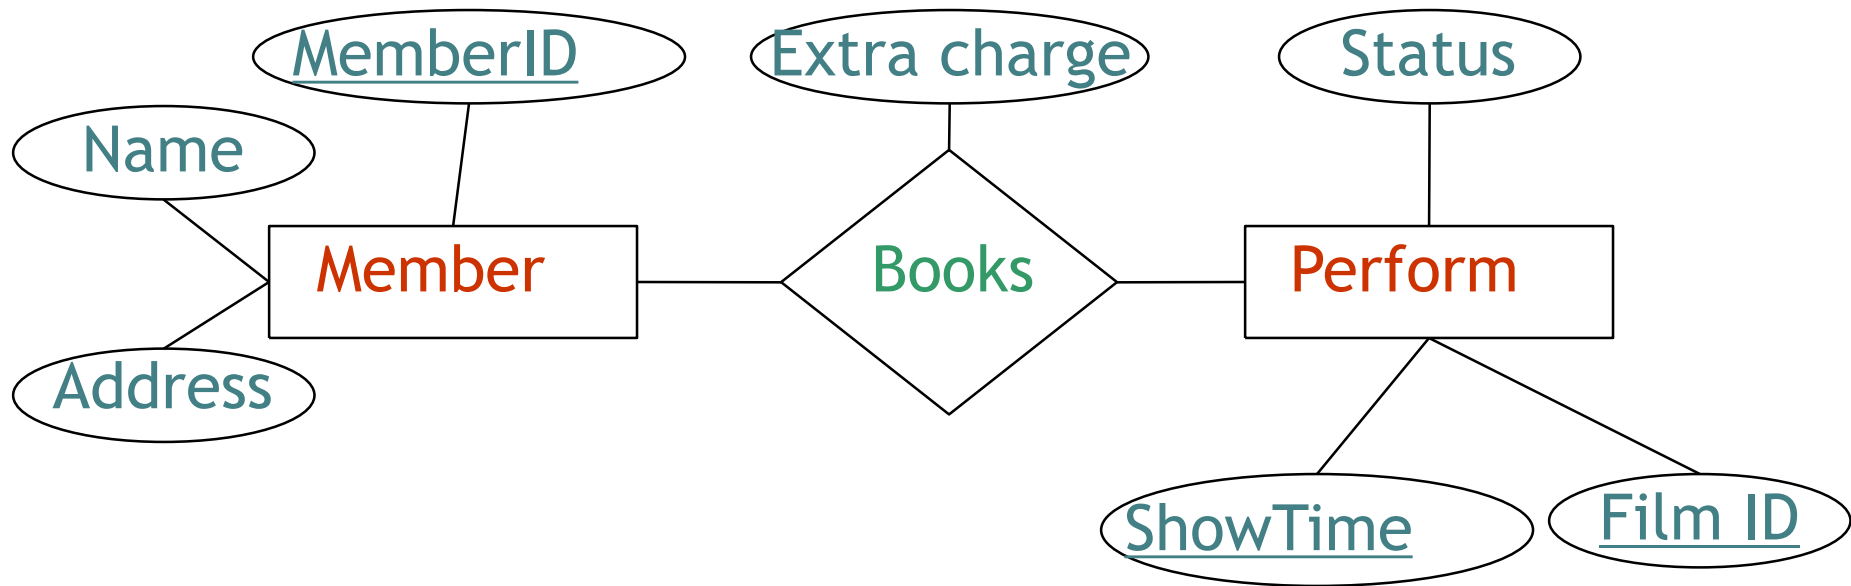 MemberID
Extra charge
Status
Name
Member
Books
Perform
Address
ShowTime
Film ID